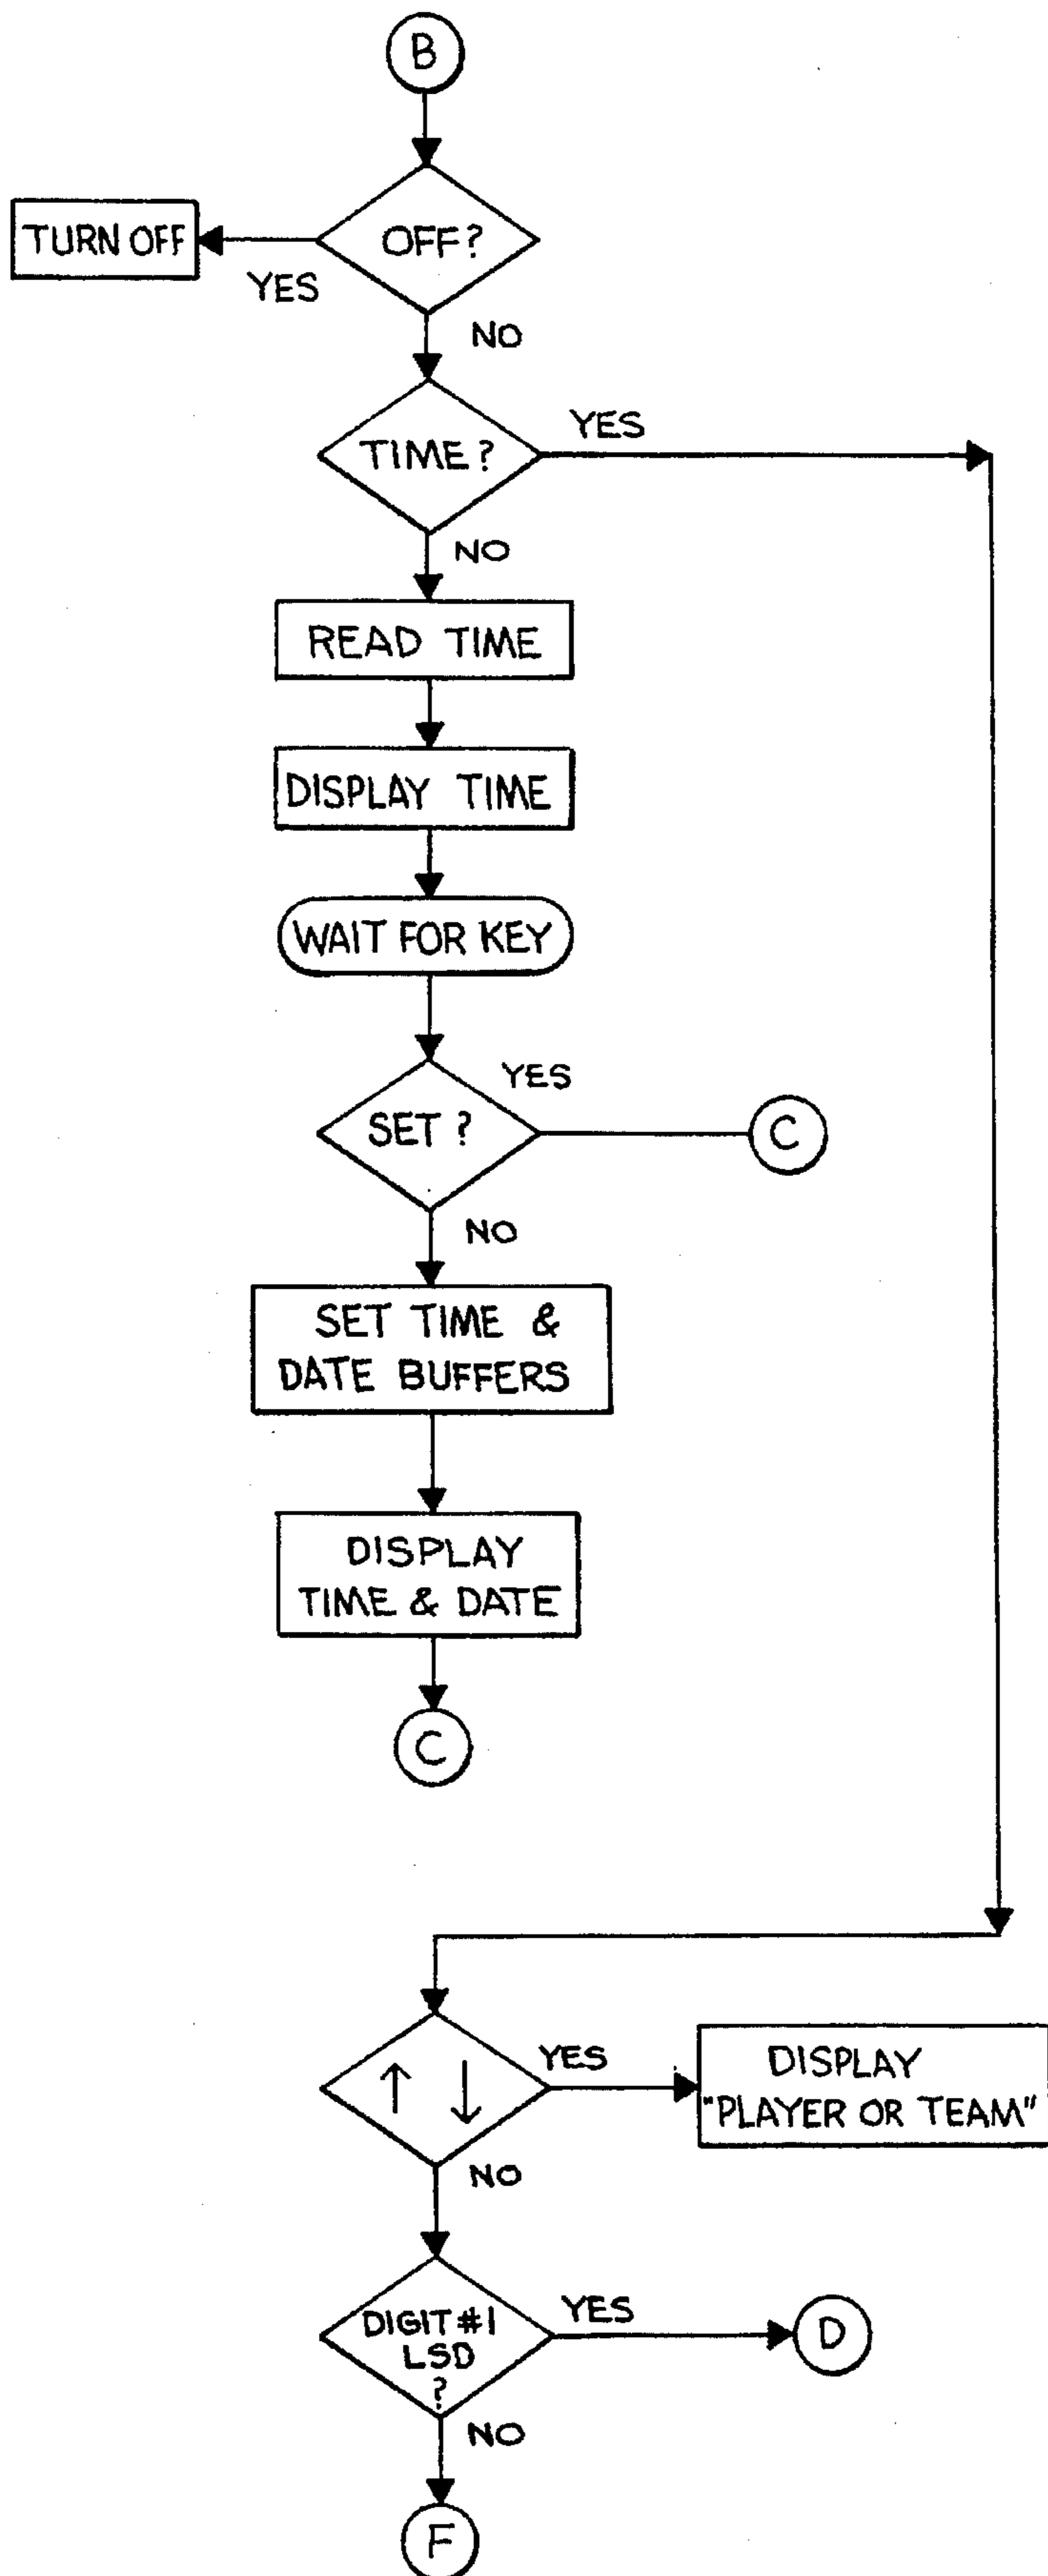 B
OFF?
TURN OFF
YES
NO
TIME?
YES
NO
READ TIME
DISPLAY TIME
WAIT FOR KEY
SET?
YES
C
NO
SET TIME &
DATE BUFFERS
DISPLAY
TIME & DATE
C
↑ ↓
YES
DISPLAY
"PLAYER OR TEAM"
NO
DIGIT #1
LSD
?
YES
D
NO
F